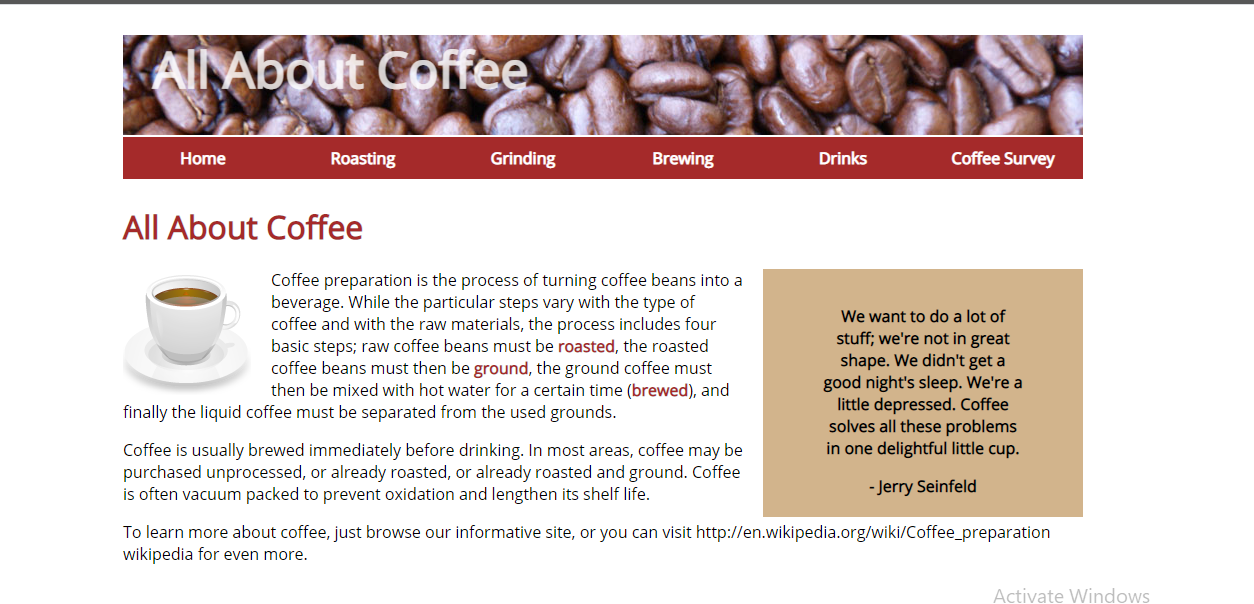 All About Coffee
Home Roasting Grinding Brewing Drinks Coffee Survey
All About Coffee
Coffee preparation is the process of turning coffee beans into a
beverage. While the particular steps vary with the type of
coffee and with the raw materials, the process includes four
basic steps; raw coffee beans must be roasted, the roasted
coffee beans must then be ground, the ground coffee must
then be mixed with hot water for a certain time (brewed), and
finally the liquid coffee must be separated from the used grounds.
Coffee is usually brewed immediately before drinking. In most areas, coffee may be
purchased unprocessed, or already roasted, or already roasted and ground. Coffee
is often vacuum packed to prevent oxidation and lengthen its shelf life.
We want to do a lot of
stuff; we're not in great
shape. We didn't get a
good night's sleep. We're a
little depressed. Coffee
solves all these problems
in one delightful little cup.
- Jerry Seinfeld
To learn more about coffee, just browse our informative site, or you can visit http://en.wikipedia.org/wiki/Coffee_preparation
wikipedia for even more.
Activate Windows